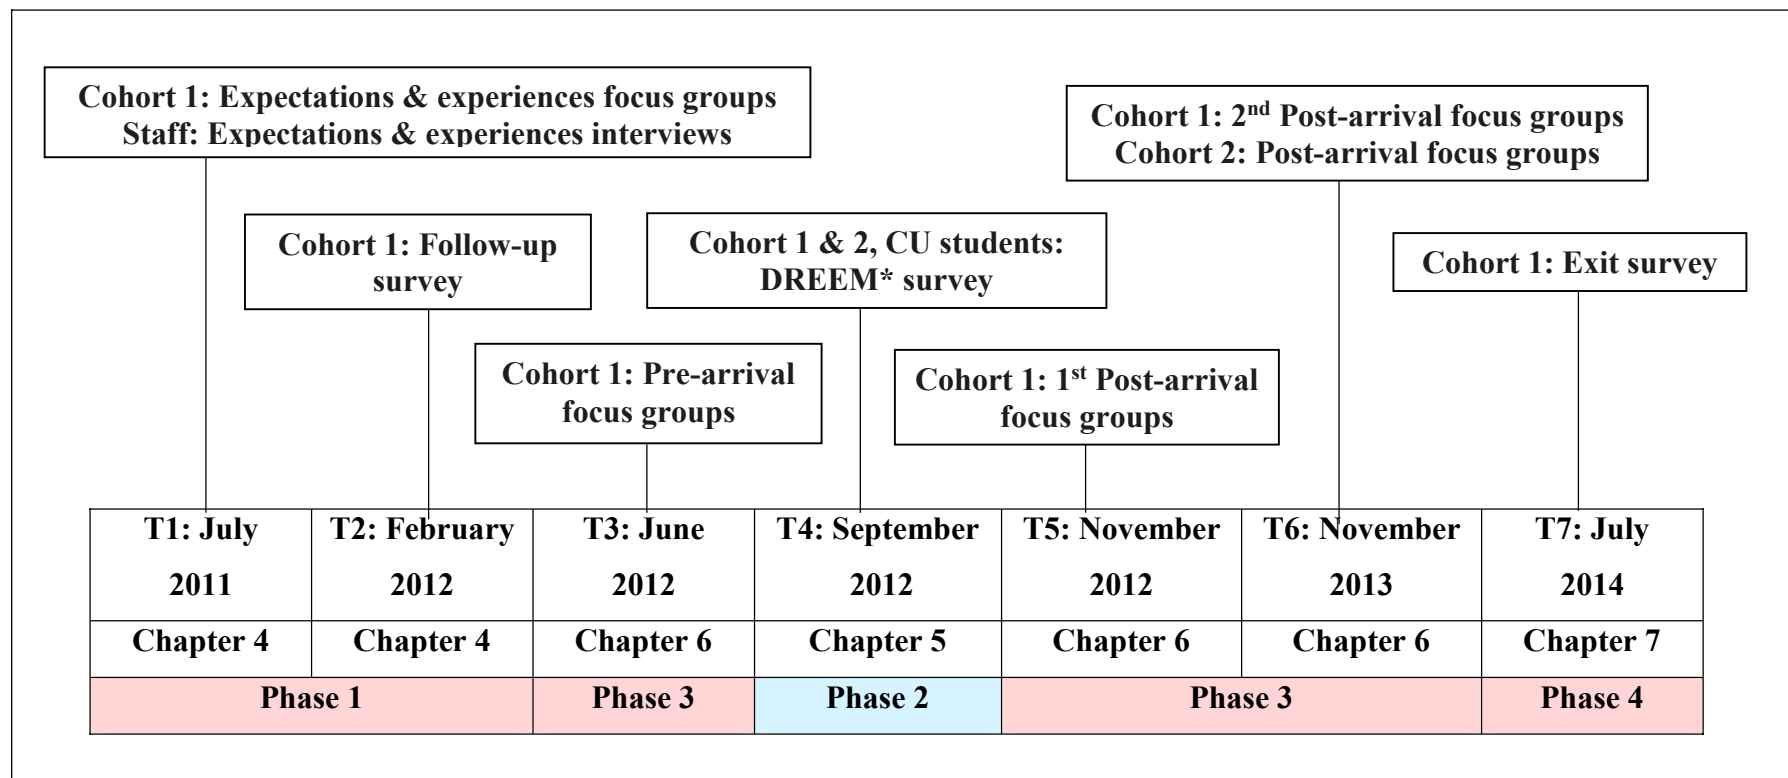 Cohort 1: Expectations & experiences focus groups
Staff: Expectations & experiences interviews
Cohort 1: 2nd Post-arrival focus groups
Cohort 2: Post-arrival focus groups
Cohort 1: Follow-up
survey
Cohort 1 & 2, CU students:
DREEM* survey
Cohort 1: Exit survey
Cohort 1: Pre-arrival
focus groups
Cohort 1: 1st Post-arrival
focus groups
T1: July
2011
T2: February
2012
T3: June
2012
T4: September
2012
T5: November
2012
T6: November
2013
T7: July
2014
Chapter 4
Chapter 4
Chapter 6
Chapter 5
Chapter 6
Chapter 6
Chapter 7
Phase 1
Phase 3
Phase 2
Phase 3
Phase 4